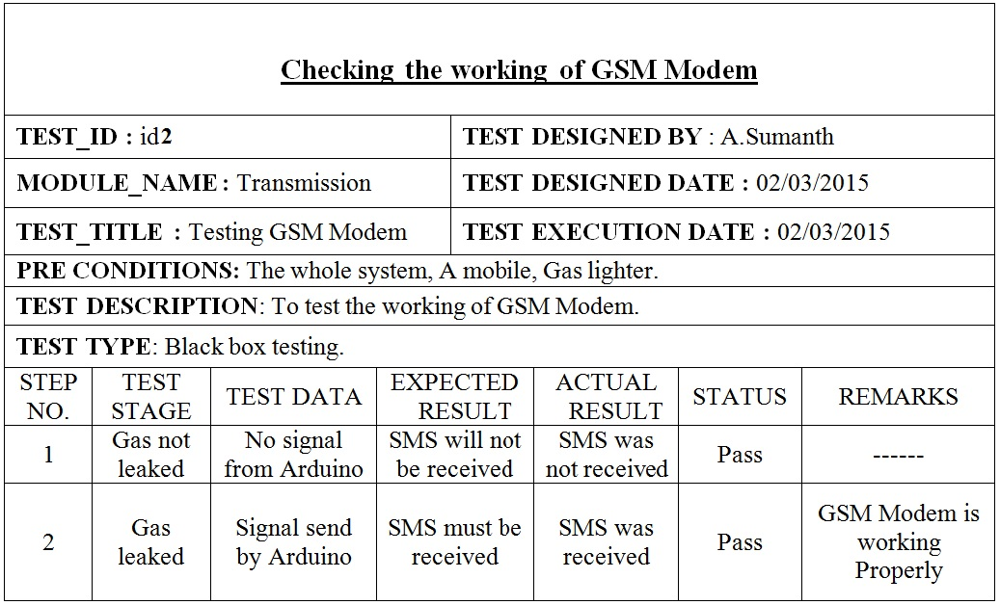 Checking the working of GSM Modem
TEST_ID : id2
TEST DESIGNED BY : A.Sumanth
MODULE_NAME : Transmission
TEST DESIGNED DATE : 02/03/2015
TEST_TITLE : Testing GSM Modem
TEST EXECUTION DATE : 02/03/2015
PRE CONDITIONS: The whole system, A mobile, Gas lighter.
TEST DESCRIPTION: To test the working of GSM Modem.
TEST TYPE: Black box testing.
STEP
NO.
TEST
STAGE
TEST DATA
EXPECTED
RESULT
ACTUAL
RESULT
STATUS
REMARKS
1
Gas not
leaked
No signal
from Arduino
SMS will not
be received
SMS was
not received
Pass
------
2
Gas
leaked
Signal send
by Arduino
SMS must be
received
SMS was
received
Pass
GSM Modem is
working
Properly